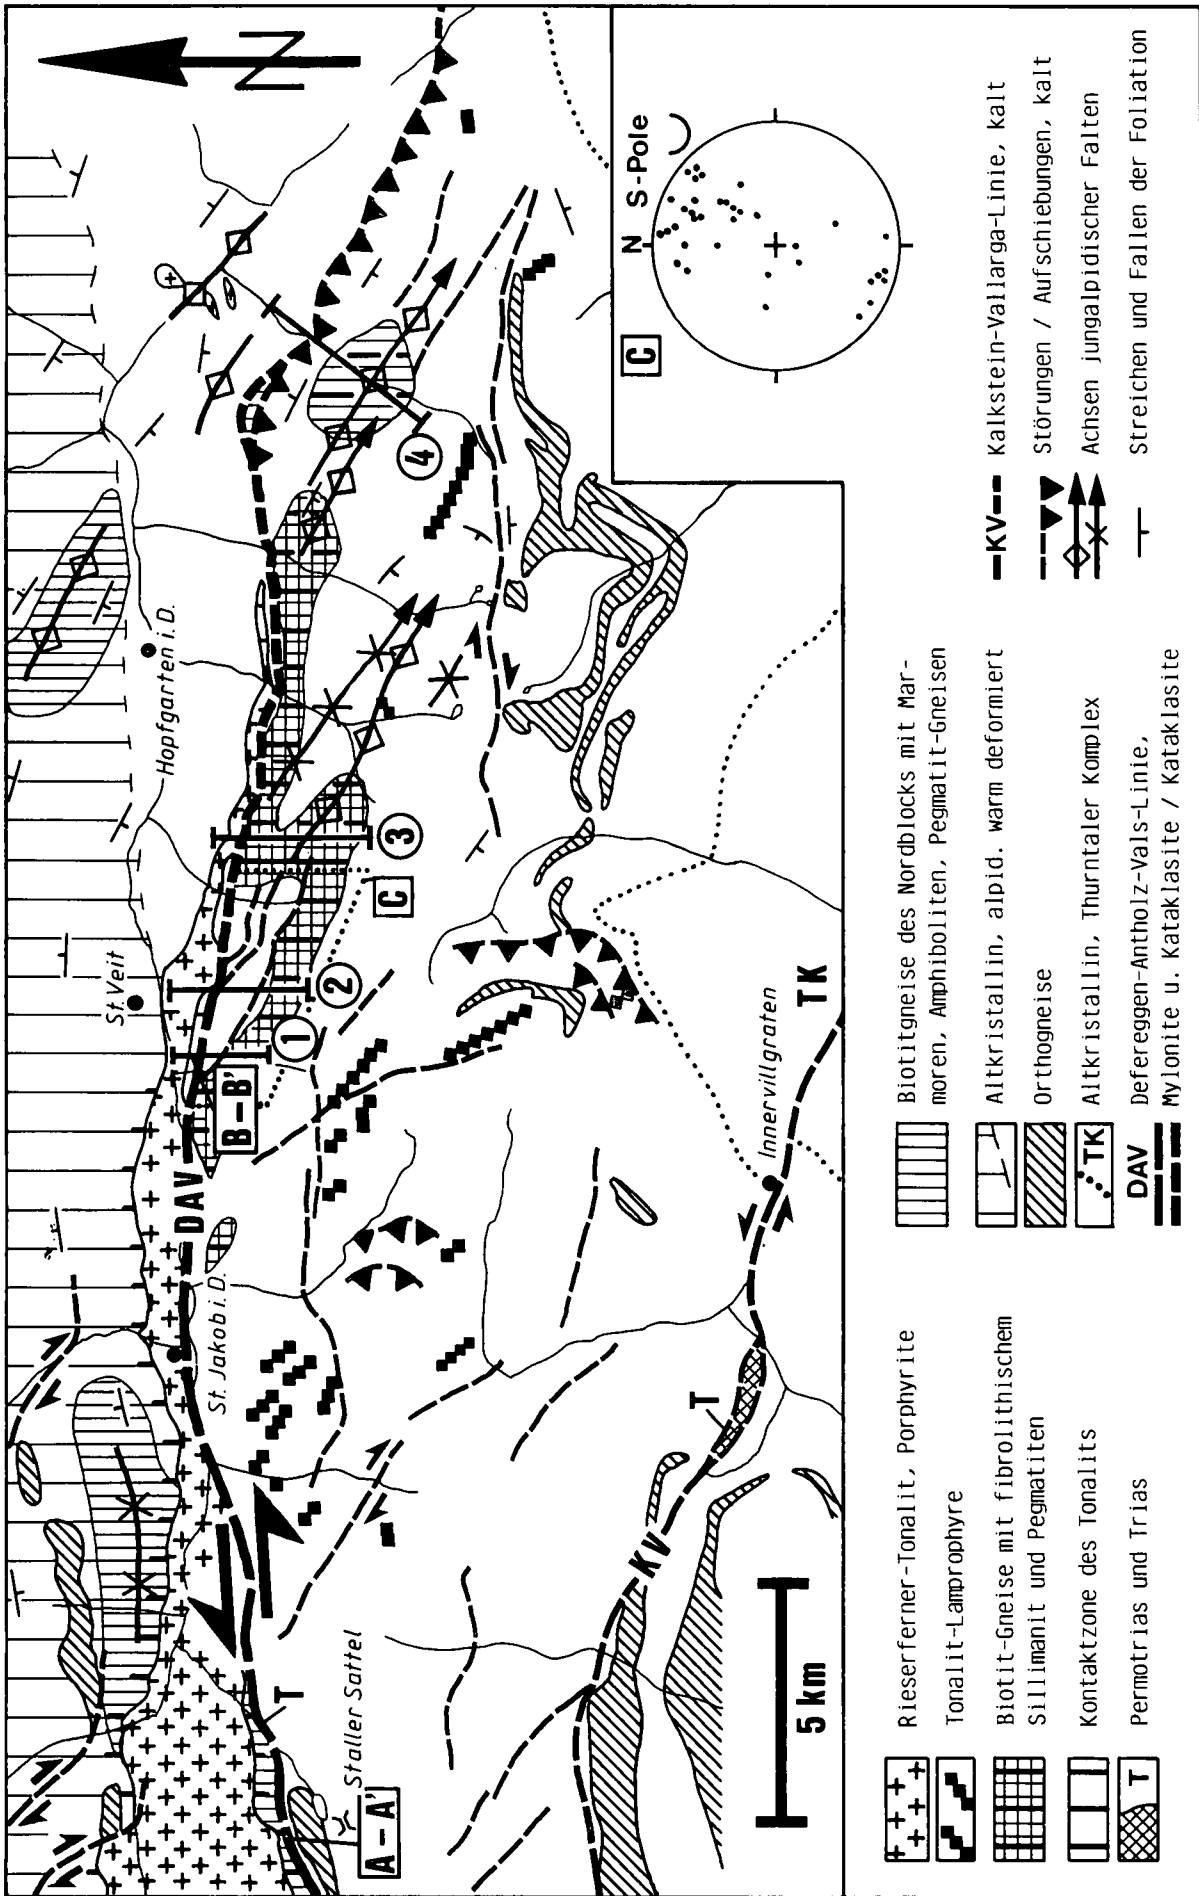 N
Hopfgarten i. D.
St. Veit
DAV
St. Jakob i. D.
B – B'
1
2
3
4
C
T
Staller Sattel
A – A'
KV
T
Innervillgraten
TK
5 km
C
N
S-Pole
Rieserferner-Tonalit, Porphyrite
Tonalit-Lamprophyre
Biotit-Gneise mit fibrolithischem
Sillimanit und Pegmatiten
Kontaktzone des Tonalits
T
Permotrias und Trias
Biotitgneise des Nordblocks mit Mar-
moren, Amphiboliten, Pegmatit-Gneisen
Altkristallin, alpid. warm deformiert
Orthogneise
TK
Altkristallin, Thurntaler Komplex
DAV
Defereggen-Antholz-Vals-Linie,
Mylonite u. Kataklasite / Kataklasite
KV
Kalkstein-Vallarga-Linie, kalt
Störungen / Aufschiebungen, kalt
Achsen jungalpidischer Falten
Streichen und Fallen der Foliation